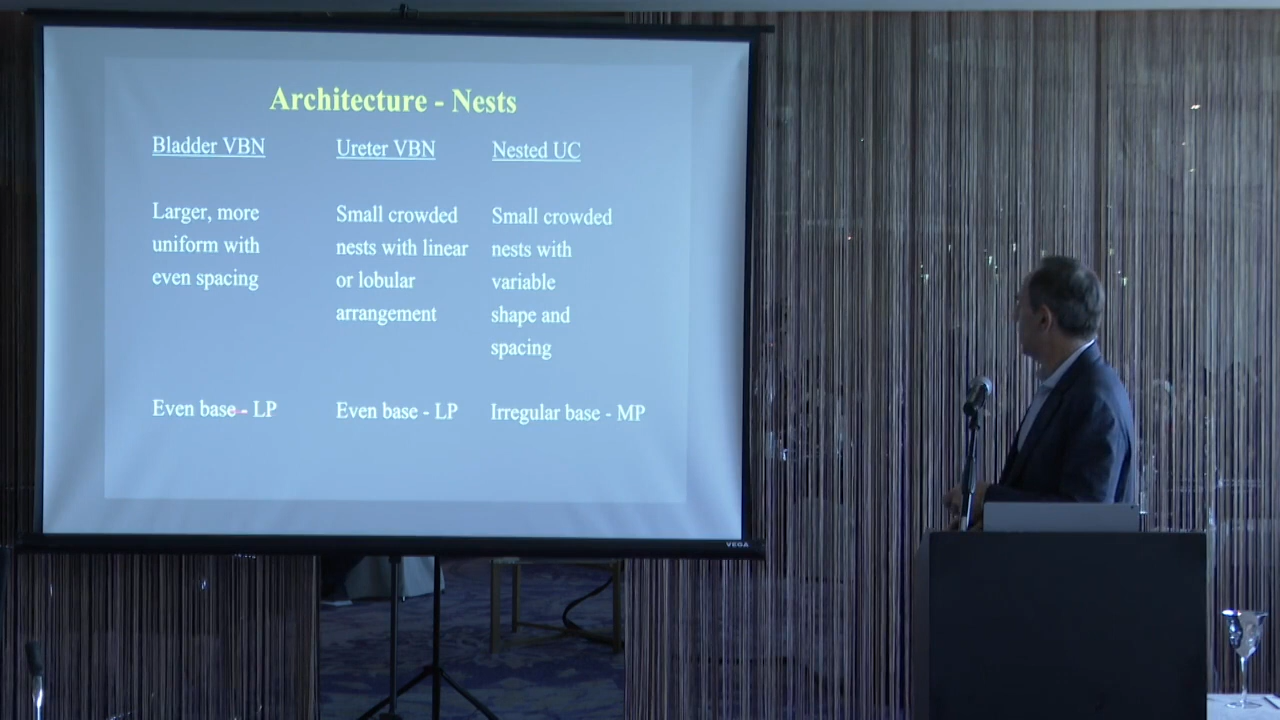 Architecture - Nests
Bladder VBN
Larger, more
uniform with
even spacing
Even base - LP
Ureter VBN
Small crowded
nests with linear
or lobular
arrangement
Even base - LP
Nested UC
Small crowded
nests with
variable
shape and
spacing
Irregular base - MP
VEGA